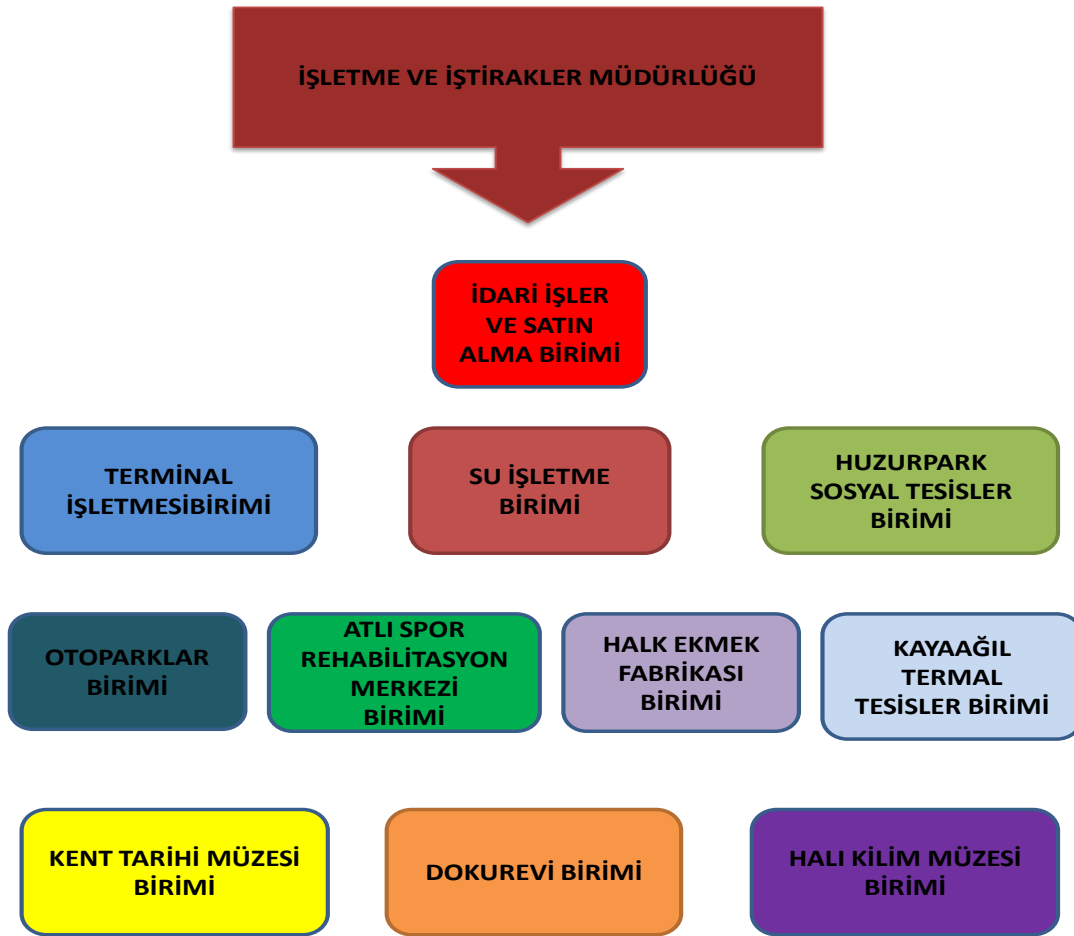 İŞLETME VE İŞTİRAKLER MÜDÜRLÜĞÜ
İDARİ İŞLER
VE SATIN
ALMA BİRİMİ
TERMİNAL
İŞLETMESİBİRİMİ
SU İŞLETME
BİRİMİ
HUZURPARK
SOSYAL TESİSLER
BİRİMİ
OTOPARKLAR
BİRİMİ
ATLI SPOR
REHABİLİTASYON
MERKEZİ
BİRİMİ
HALK EKMEK
FABRİKASI
BİRİMİ
KAYAAĞIL
TERMAL
TESİSLER BİRİMİ
KENT TARİHİ MÜZESİ
BİRİMİ
DOKUREVİ BİRİMİ
HALI KİLİM MÜZESİ
BİRİMİ